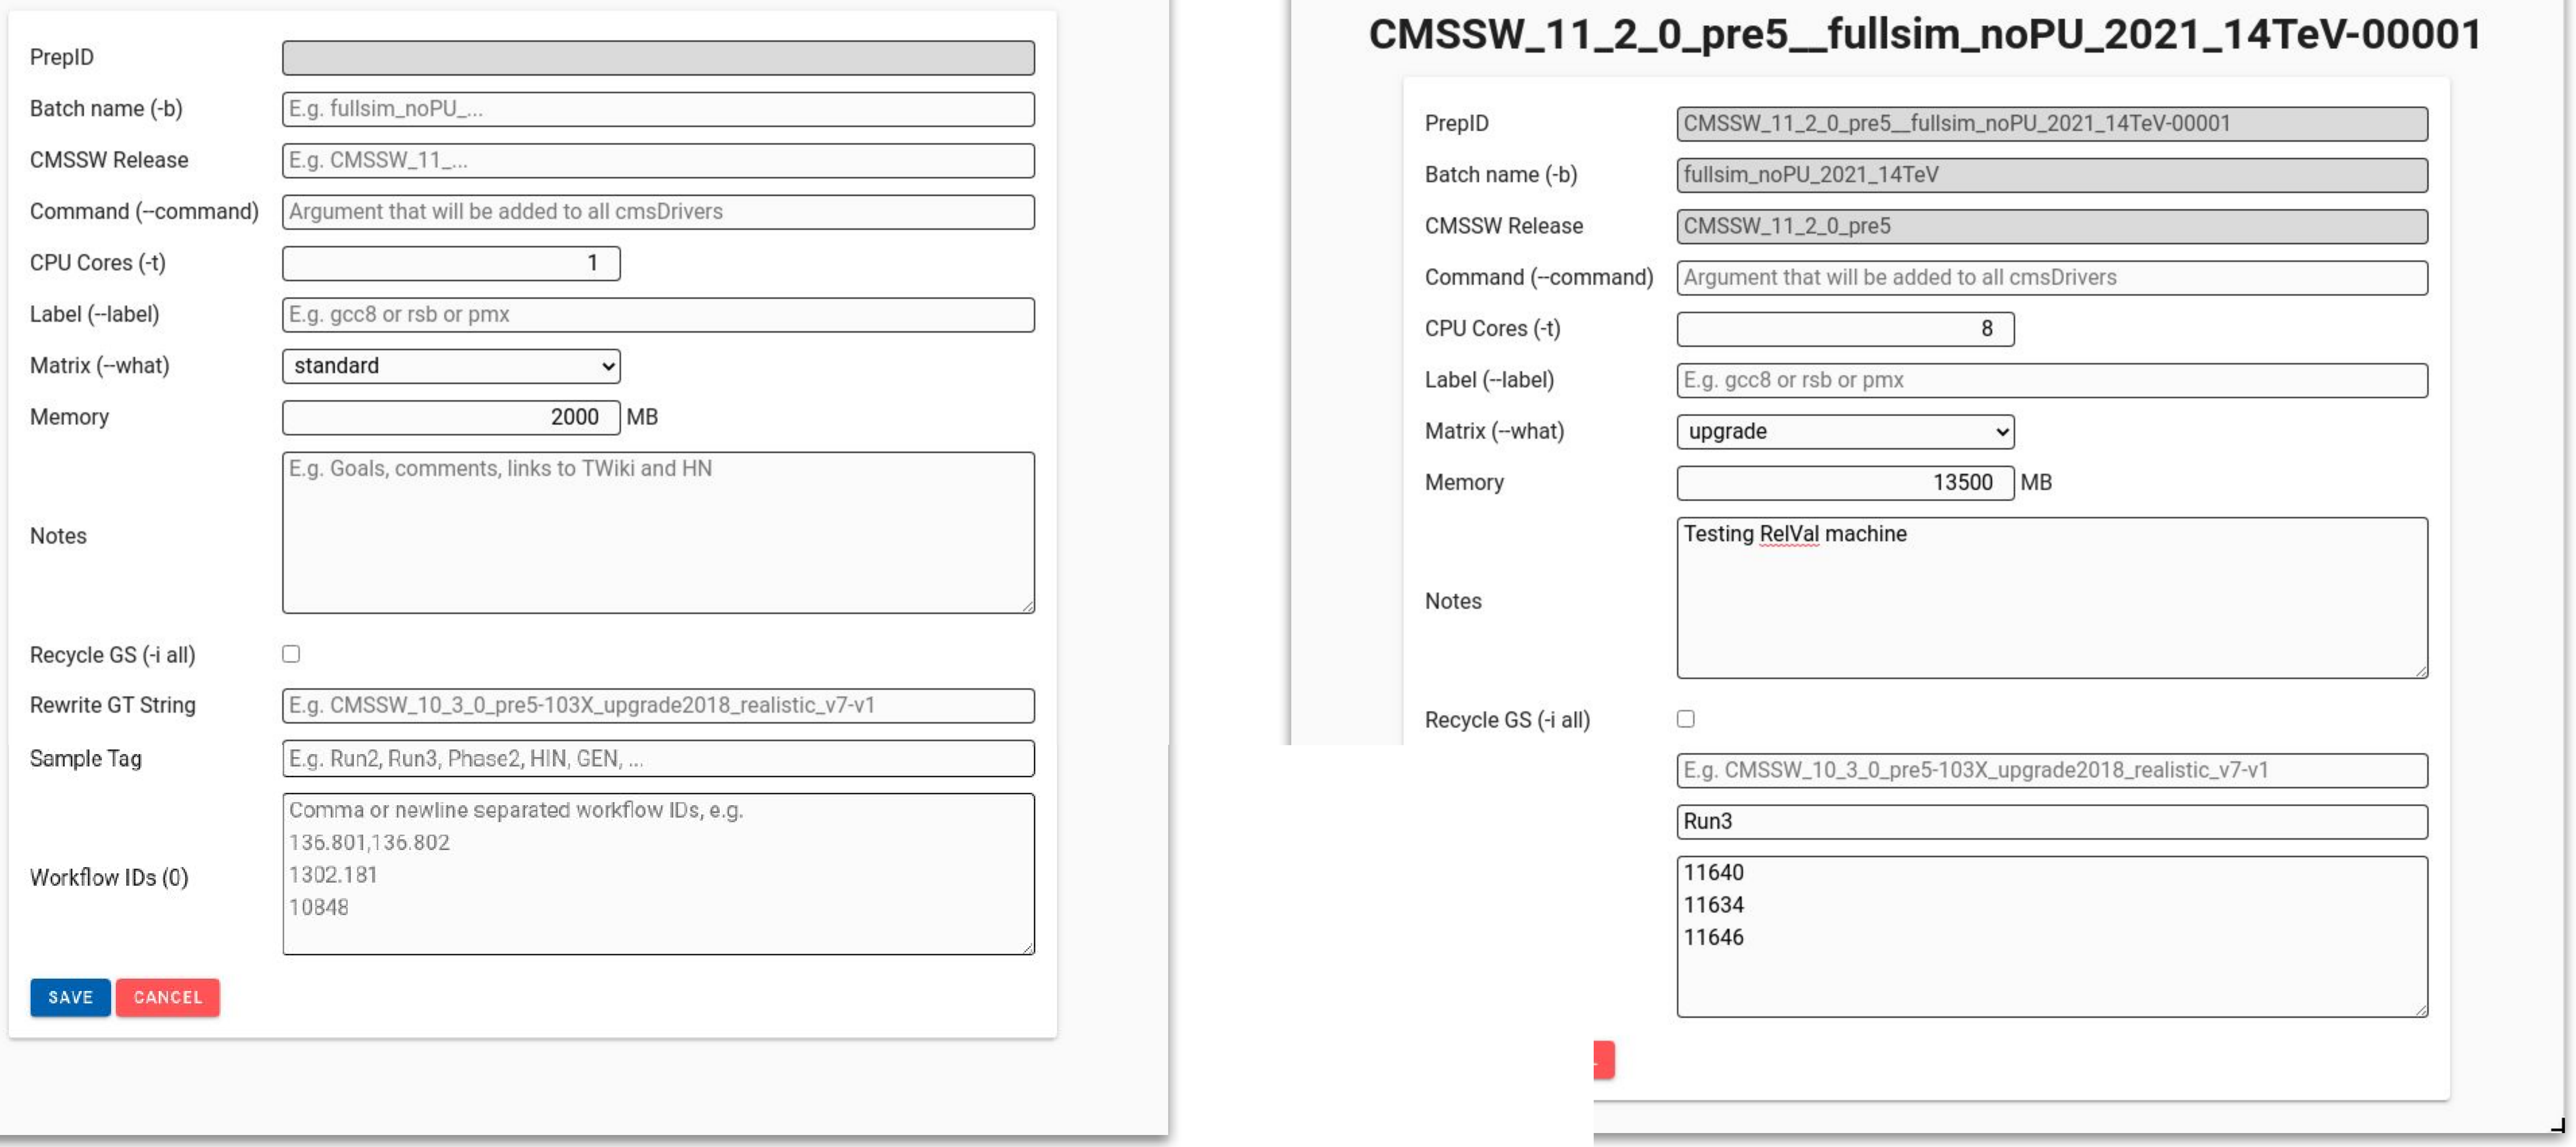 PrepID
Batch name (-b) E.g. fullsim_noPU_...
CMSSW Release E.g. CMSSW_11_...
Command (--command) Argument that will be added to all cmsDrivers
CPU Cores (-t) 1
Label (--label) E.g. gcc8 or rsb or pmx
Matrix (--what) standard
Memory 2000 MB
E.g. Goals, comments, links to TWiki and HN
Notes
Recycle GS (-i all)
Rewrite GT String E.g. CMSSW_10_3_0_pre5-103X_upgrade2018_realistic_v7-v1
Sample Tag E.g. Run2, Run3, Phase2, HIN, GEN, ...
Comma or newline separated workflow IDs, e.g.
136.801,136.802
Workflow IDs (0) 1302.181
10848
SAVE CANCEL
CMSSW_11_2_0_pre5__fullsim_noPU_2021_14TeV-00001
PrepID CMSSW_11_2_0_pre5__fullsim_noPU_2021_14TeV-00001
Batch name (-b) fullsim_noPU_2021_14TeV
CMSSW Release CMSSW_11_2_0_pre5
Command (--command) Argument that will be added to all cmsDrivers
CPU Cores (-t) 8
Label (--label) E.g. gcc8 or rsb or pmx
Matrix (--what) upgrade
Memory 13500 MB
Testing RelVal machine
Notes
Recycle GS (-i all)
E.g. CMSSW_10_3_0_pre5-103X_upgrade2018_realistic_v7-v1
Run3
11640
11634
11646